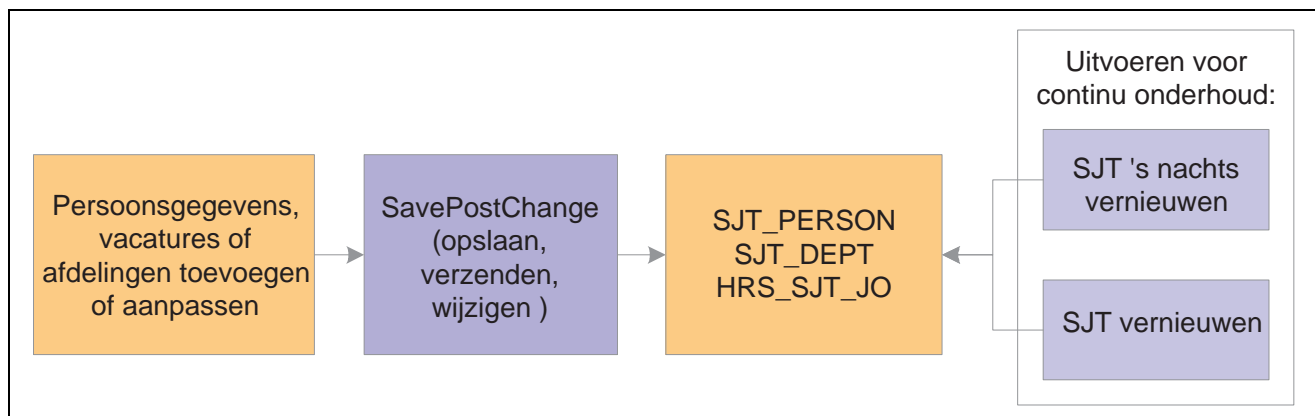 Persoonsgegevens,
vacatures of
afdelingen toevoegen
of aanpassen
SavePostChange
(opslaan,
verzenden,
wijzigen )
SJT_PERSON
SJT_DEPT
HRS_SJT_JO
Uitvoeren voor
continu onderhoud:
SJT 's nachts
vernieuwen
SJT vernieuwen